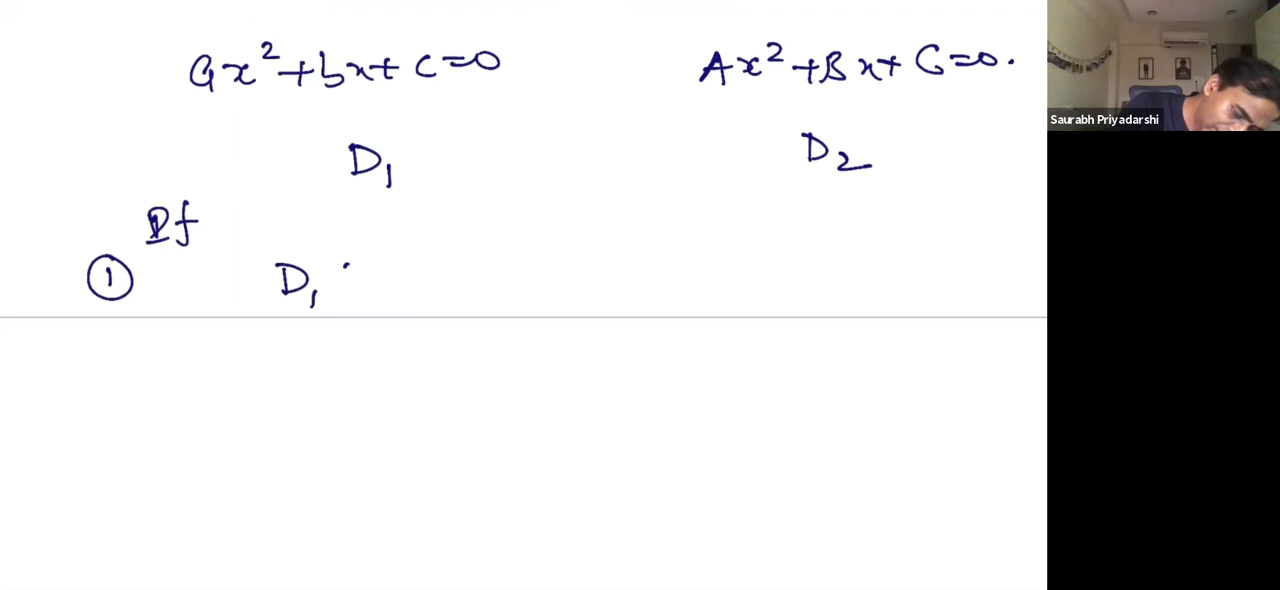 ax²+bx+c=0 Ax²+Bx+C=0.
Saurabh Priyadarshi
D₁ D₂
If
① D₁